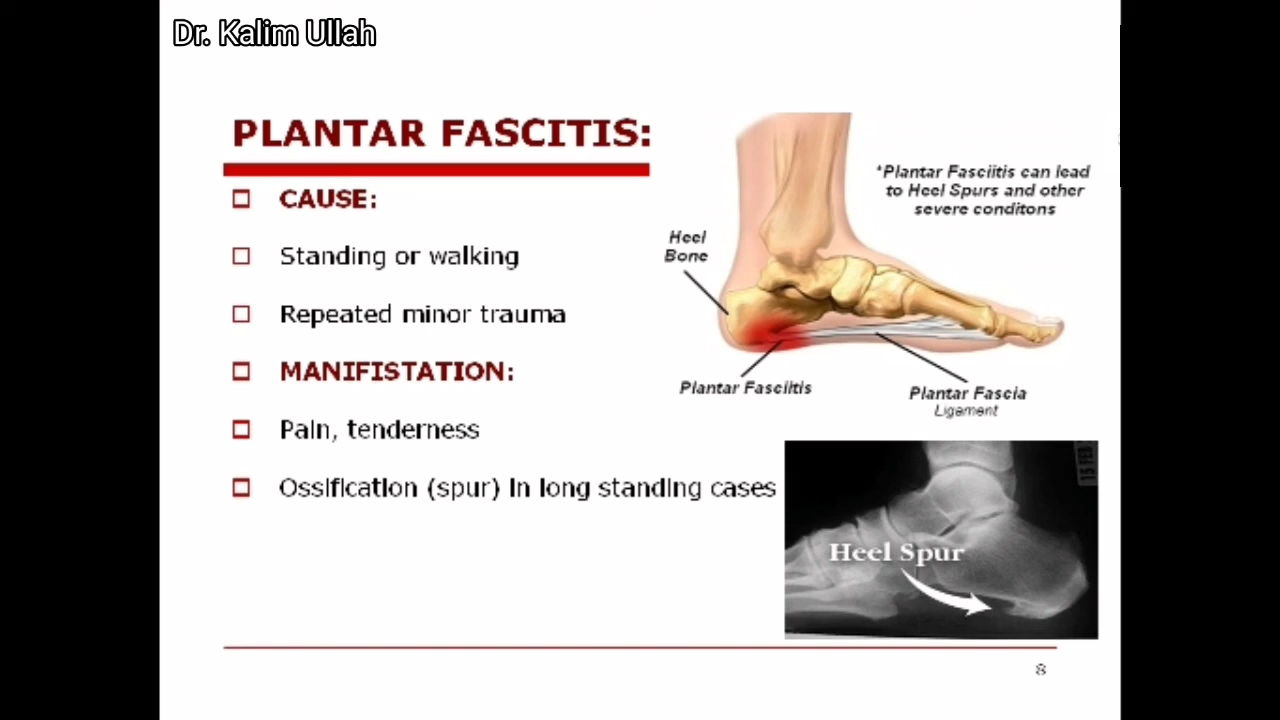 Dr. Kalim Ullah
PLANTAR FASCITIS:
CAUSE:
Standing or walking
Repeated minor trauma
MANIFISTATION:
Pain, tenderness
Ossification (spur) in long standing cases
*Plantar Fasciitis can lead
to Heel Spurs and other
severe conditons
Heel
Bone
Plantar Fasciitis
Plantar Fascia
Ligament
Heel Spur
13 FEB
8